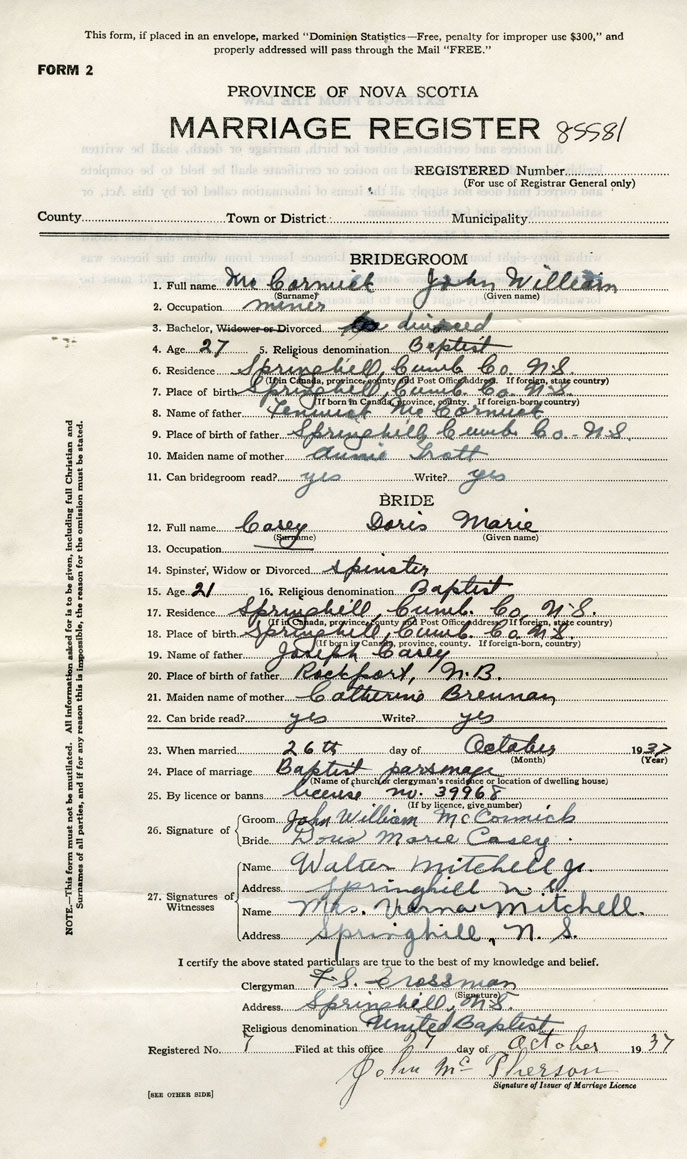 This form, if placed in an envelope, marked "Dominion Statistics—Free, penalty for improper use $300," and
properly addressed will pass through the Mail "FREE."
FORM 2
PROVINCE OF NOVA SCOTIA
MARRIAGE REGISTER 85581
REGISTERED Number
(For use of Registrar General only)
County Town or District Municipality
BRIDEGROOM
1. Full name Mc Cormick John William
(Surname) (Given name)
2. Occupation miner
3. Bachelor, Widower or Divorced divorced
4. Age 27 5. Religious denomination Baptist
6. Residence Springhill, Cumb. Co. N.S.
(If in Canada, province, county and Post Office address. If foreign, state country)
7. Place of birth Springhill, Cumb. Co. N.S.
(If born in Canada, province, county. If foreign-born, country)
8. Name of father Fenwick Mc Cormick
9. Place of birth of father Springhill Cumb Co. N.S.
10. Maiden name of mother Annie Trott
11. Can bridegroom read? yes Write? yes
BRIDE
12. Full name Casey Doris Marie
(Surname) (Given name)
13. Occupation
14. Spinster, Widow or Divorced spinster
15. Age 21 16. Religious denomination Baptist
17. Residence Springhill, Cumb. Co, N.S.
(If in Canada, province, county and Post Office address. If foreign, state country)
18. Place of birth Springhill, Cumb. Co. N.S.
(If born in Canada, province, county. If foreign-born, country)
19. Name of father Joseph Casey
20. Place of birth of father Rockport, N.B.
21. Maiden name of mother Catherine Brennan
22. Can bride read? yes Write? yes
23. When married 26th day of October 1937
(Month) (Year)
24. Place of marriage Baptist parsonage
(Name of church or clergyman's residence or location of dwelling house)
25. By licence or banns license no. 39968
(If by licence, give number)
26. Signature of Groom John William McCormick
Bride Doris Marie Casey.
27. Signatures of Witnesses
Name Walter Mitchell Jr.
Address Springhill N.S.
Name Mrs. Verna Mitchell.
Address Springhill, N.S.
I certify the above stated particulars are true to the best of my knowledge and belief.
Clergyman F.S. Crossman
(Signature)
Address Springhill, N.S.
Religious denomination United Baptist
Registered No. 7 Filed at this office 27 day of October 1937
John McPherson
Signature of Issuer of Marriage Licence
[SEE OTHER SIDE]
NOTE.—This form must not be mutilated. All information asked for is to be given, including full Christian and
Surnames of all parties, and if for any reason this is impossible, the reason for the omission must be stated.